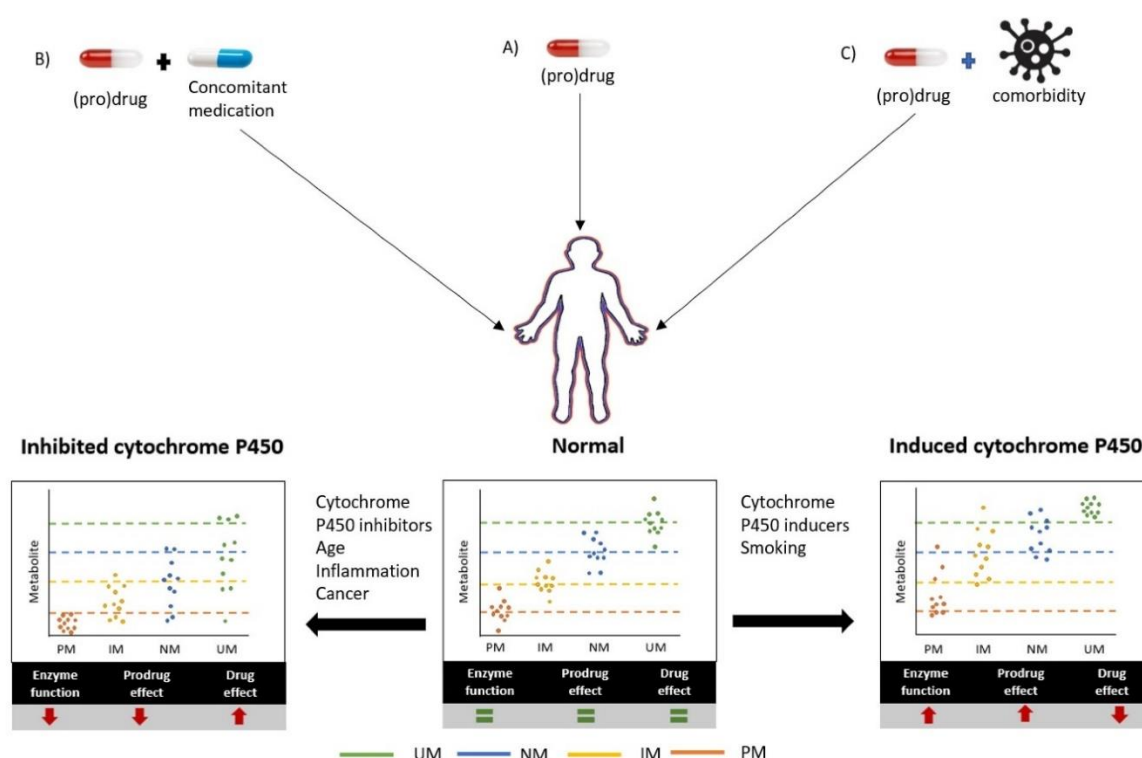 B)
(pro)drug
Concomitant
medication
A)
(pro)drug
C)
(pro)drug
comorbidity
Inhibited cytochrome P450
Normal
Induced cytochrome P450
Metabolite
PM IM NM UM
Enzyme function
Prodrug effect
Drug effect
Cytochrome
P450 inhibitors
Age
Inflammation
Cancer
Metabolite
PM IM NM UM
Enzyme function
Prodrug effect
Drug effect
Cytochrome
P450 inducers
Smoking
Metabolite
PM IM NM UM
Enzyme function
Prodrug effect
Drug effect
UM NM IM PM